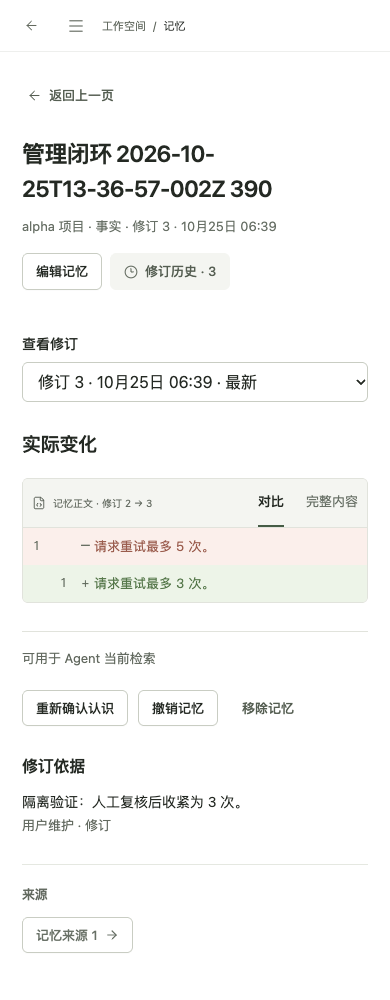 工作空间 / 记忆
返回上一页
管理闭环 2026-10-
25T13-36-57-002Z 390
alpha 项目 · 事实 · 修订 3 · 10月25日 06:39
编辑记忆
修订历史 · 3
查看修订
修订 3 · 10月25日 06:39 · 最新
实际变化
记忆正文 · 修订 2 → 3
对比
完整内容
1 − 请求重试最多 5 次。
1 + 请求重试最多 3 次。
可用于 Agent 当前检索
重新确认认识
撤销记忆
移除记忆
修订依据
隔离验证：人工复核后收紧为 3 次。
用户维护 · 修订
来源
记忆来源 1 →